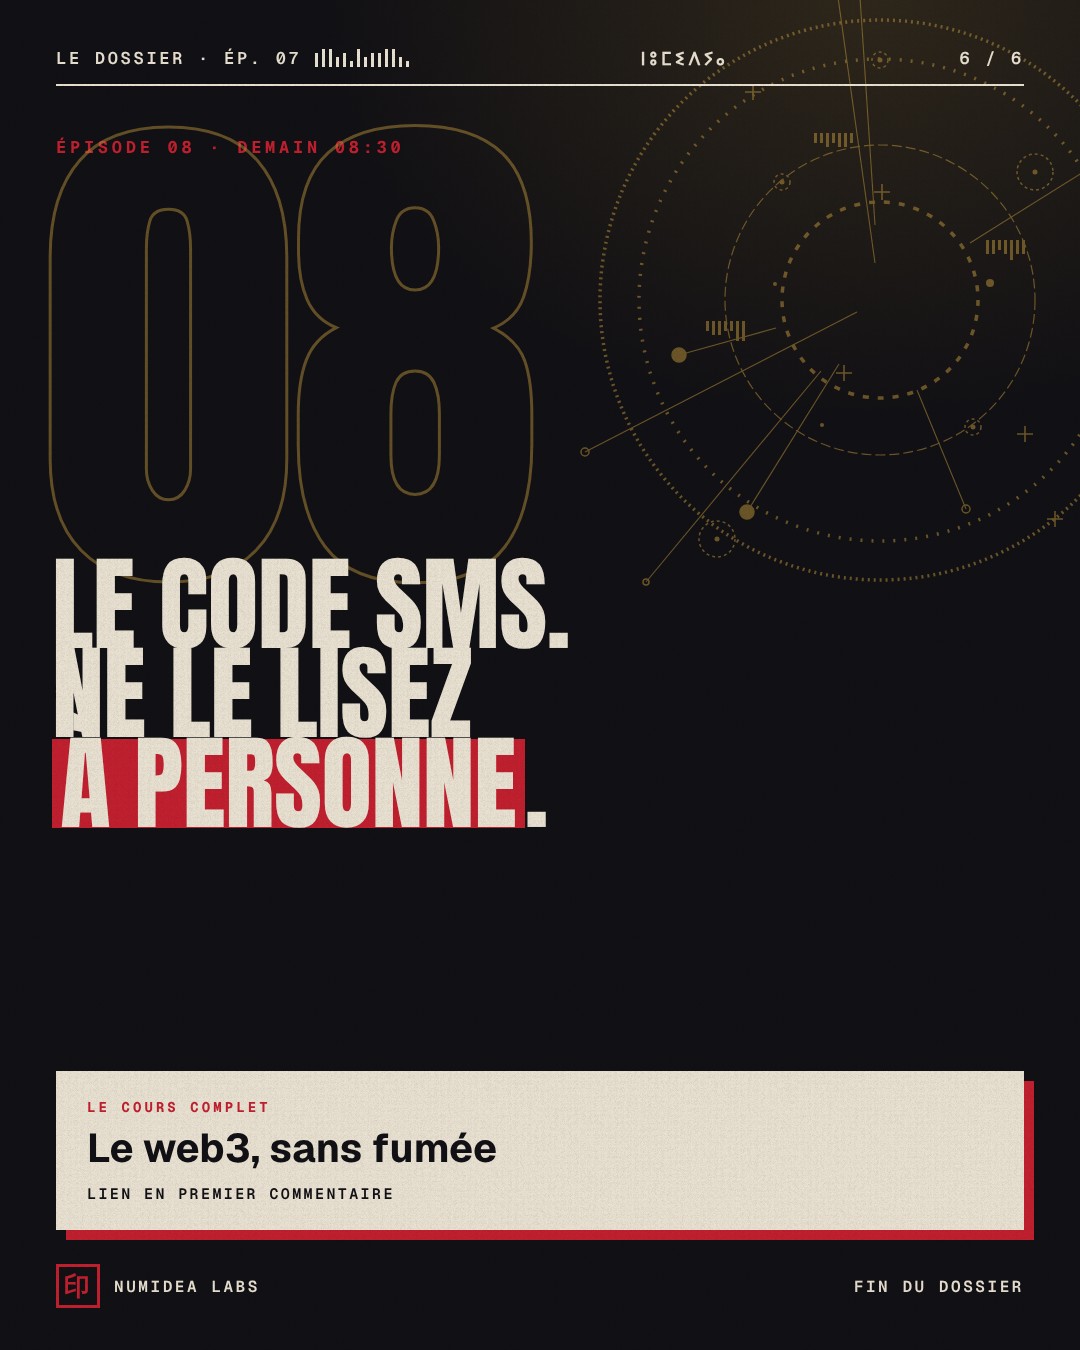 LE DOSSIER · ÉP. 07
6 / 6
ÉPISODE 08 · DEMAIN 08:30
08
LE CODE SMS.
NE LE LISEZ
À PERSONNE.
LE COURS COMPLET
Le web3, sans fumée
LIEN EN PREMIER COMMENTAIRE
印 NUMIDEA LABS
FIN DU DOSSIER